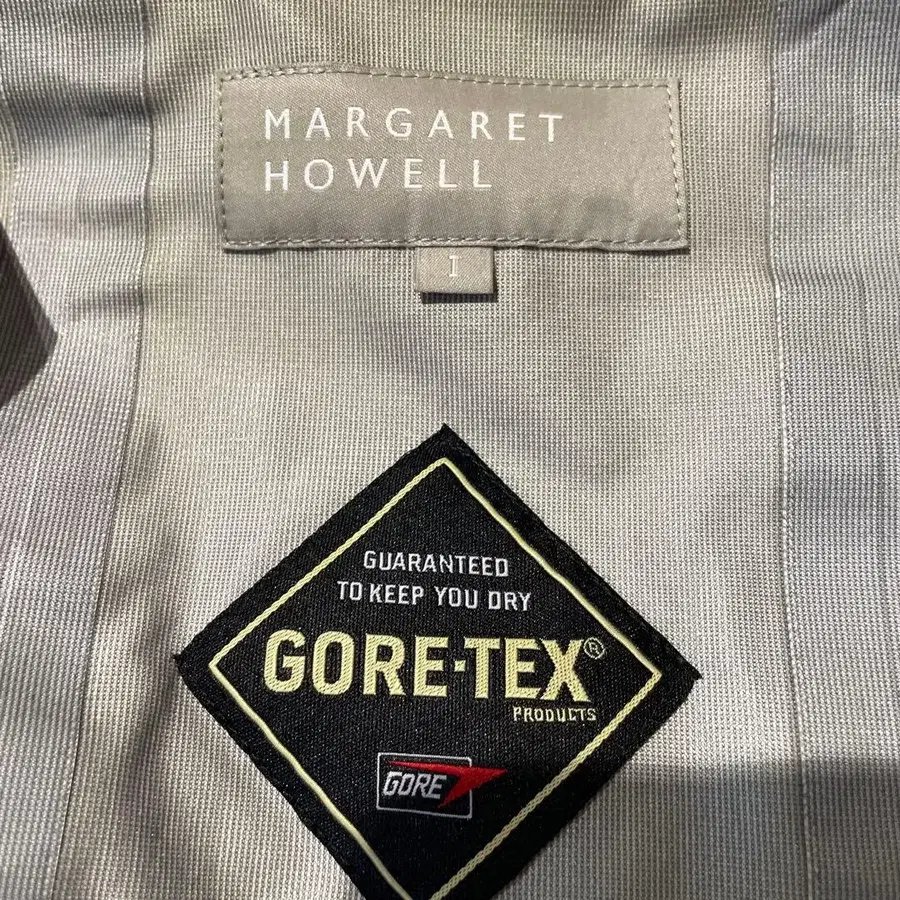 MARGARET
HOWELL
I
GUARANTEED
TO KEEP YOU DRY
GORE-TEX®
PRODUCTS
GORE